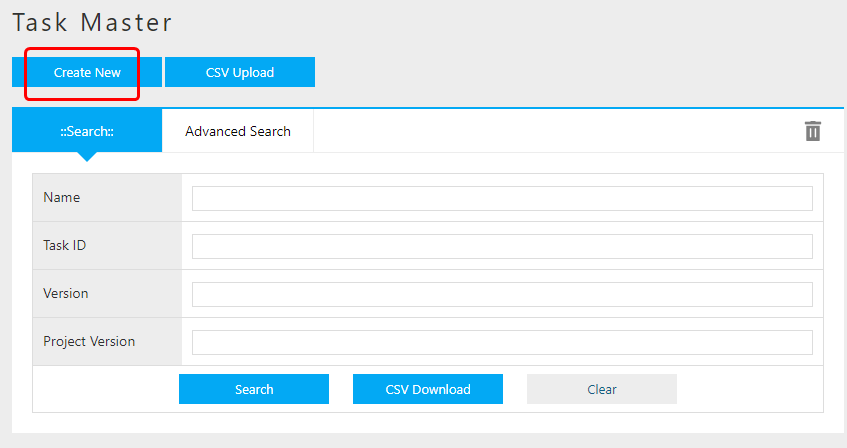 Task Master
Create New
CSV Upload
::Search::
Advanced Search
Name
Task ID
Version
Project Version
Search
CSV Download
Clear